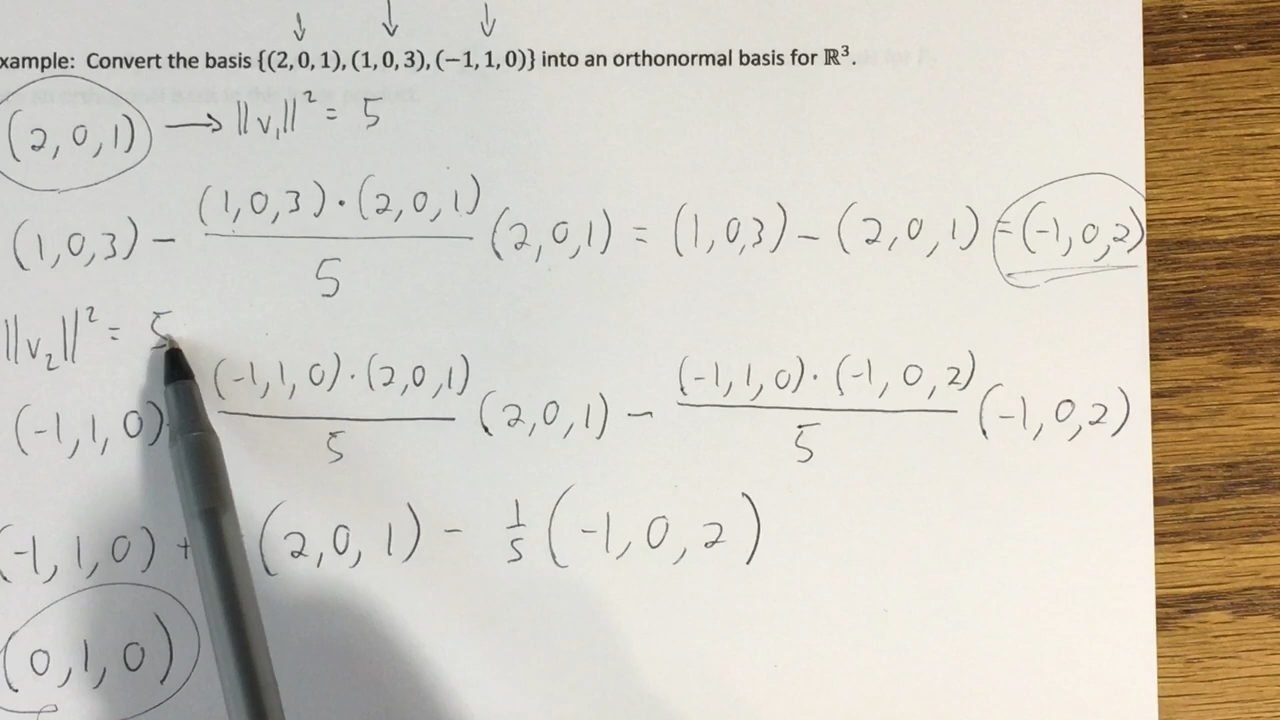 xample: Convert the basis {(2, 0, 1), (1, 0, 3), (−1, 1, 0)} into an orthonormal basis for ℝ³.
(2, 0, 1) → ||v₁||² = 5
(1, 0, 3) − (1, 0, 3)·(2, 0, 1)/5 (2, 0, 1) = (1, 0, 3) − (2, 0, 1) = (-1, 0, 2)
||v₂||² = 5
(-1, 1, 0) (-1, 1, 0)·(2, 0, 1)/5 (2, 0, 1) − (-1, 1, 0)·(-1, 0, 2)/5 (-1, 0, 2)
(-1, 1, 0) + (2, 0, 1) − 1/5 (-1, 0, 2)
(0, 1, 0)